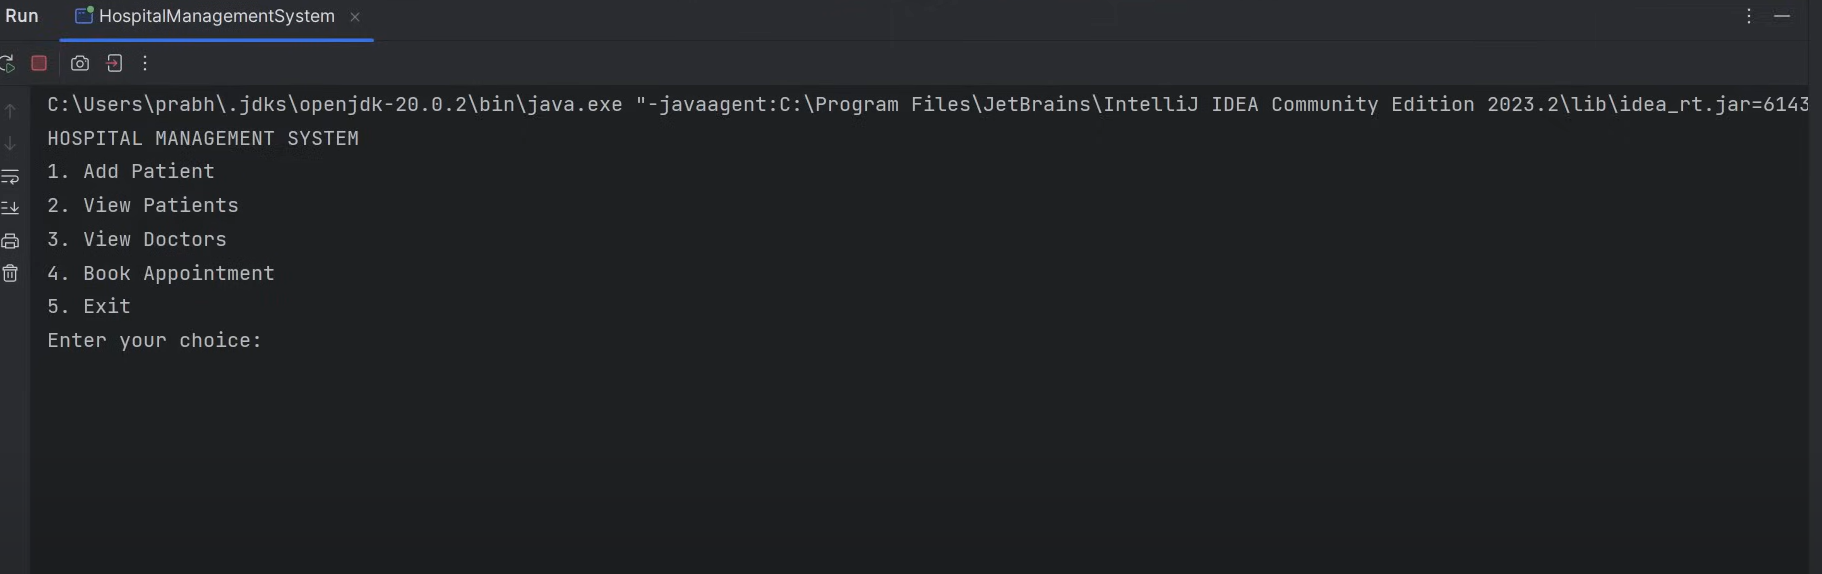 Run HospitalManagementSystem
C:\Users\prabh\.jdks\openjdk-20.0.2\bin\java.exe "-javaagent:C:\Program Files\JetBrains\IntelliJ IDEA Community Edition 2023.2\lib\idea_rt.jar=6143
HOSPITAL MANAGEMENT SYSTEM
1. Add Patient
2. View Patients
3. View Doctors
4. Book Appointment
5. Exit
Enter your choice: